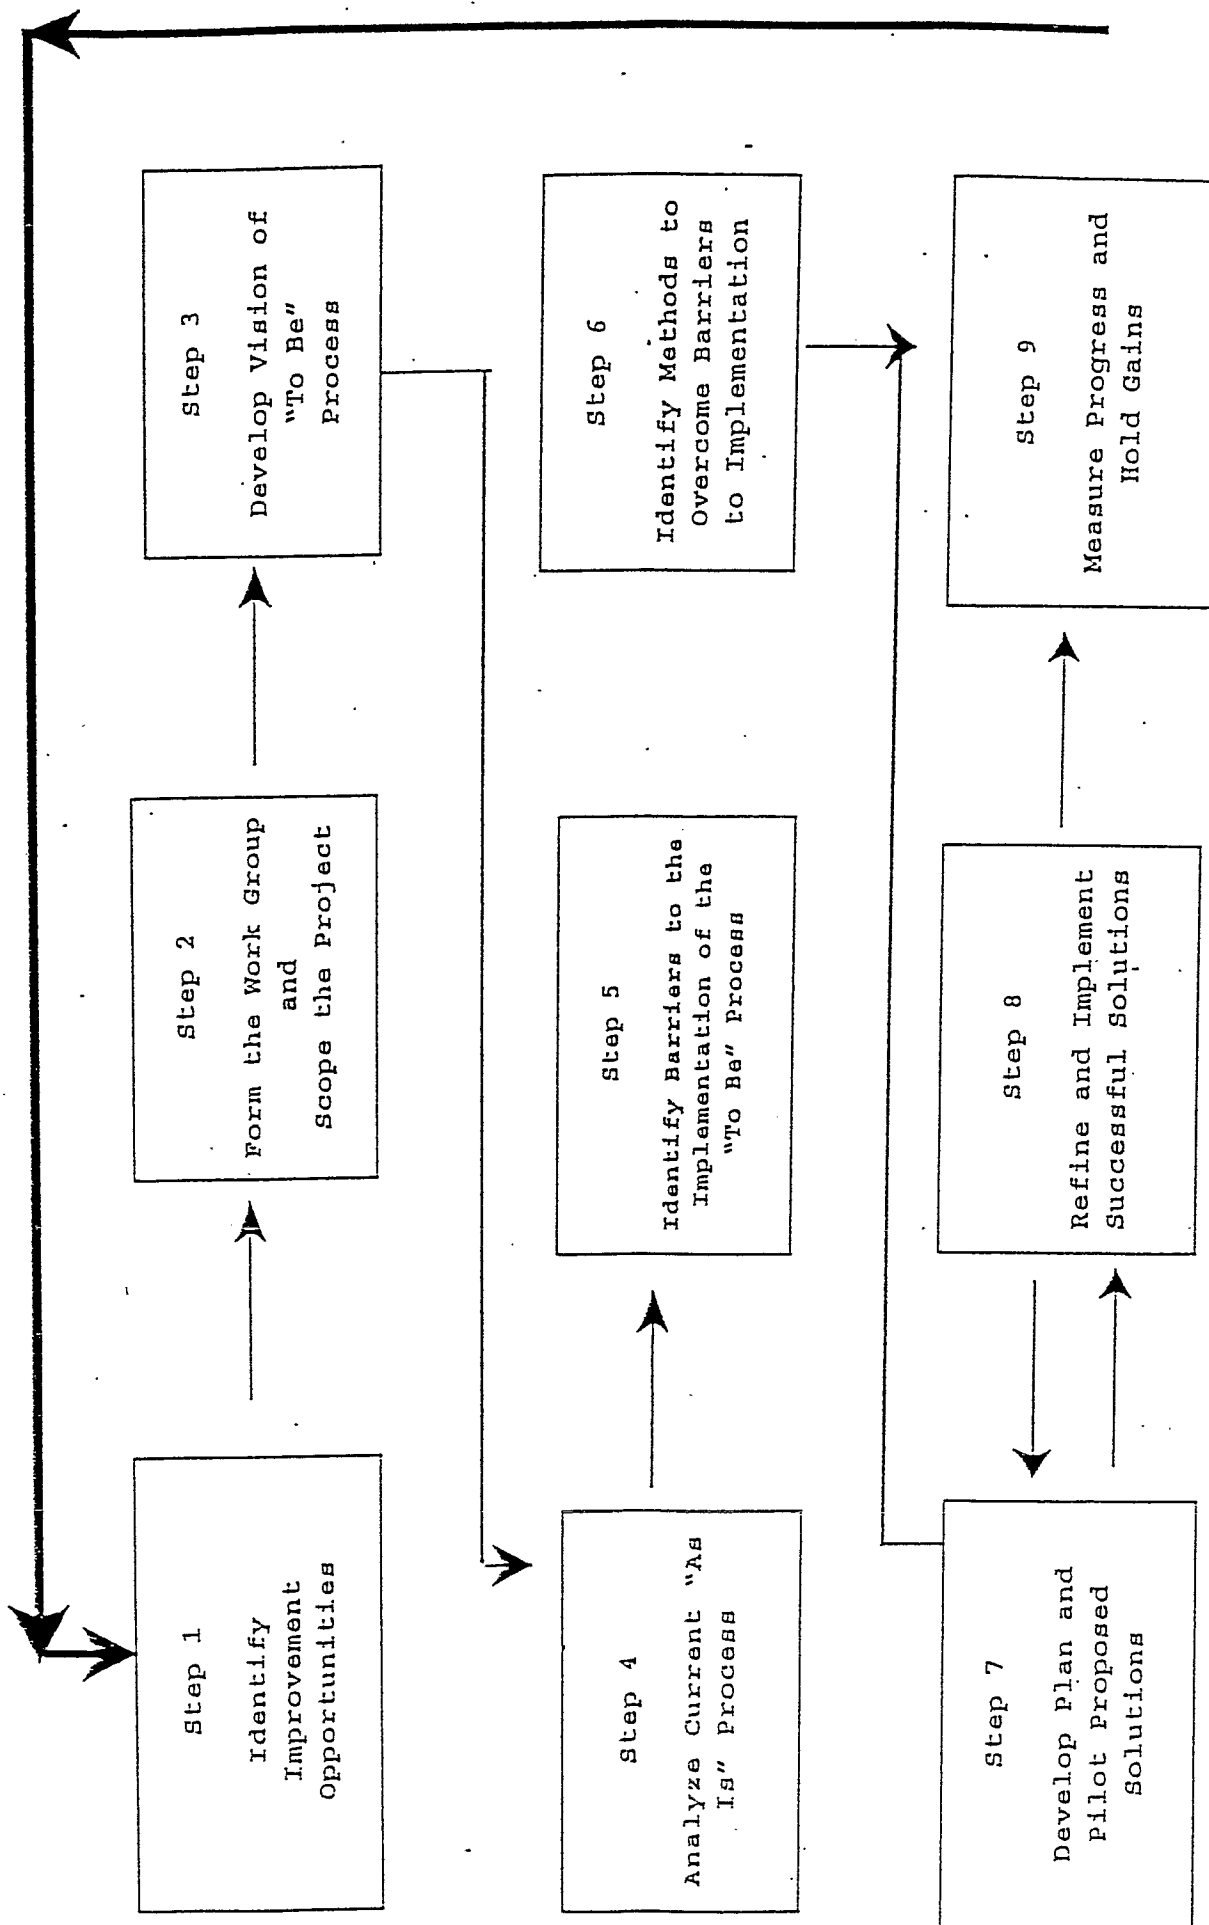 Step 1
Identify
Improvement
Opportunities
Step 2
Form the Work Group
and
Scope the Project
Step 3
Develop Vision of
"To Be"
Process
Step 4
Analyze Current "As
Is" Process
Step 5
Identify Barriers to the
Implementation of the
"To Be" Process
Step 6
Identify Methods to
Overcome Barriers
to Implementation
Step 7
Develop Plan and
Pilot Proposed
Solutions
Step 8
Refine and Implement
Successful Solutions
Step 9
Measure Progress and
Hold Gains